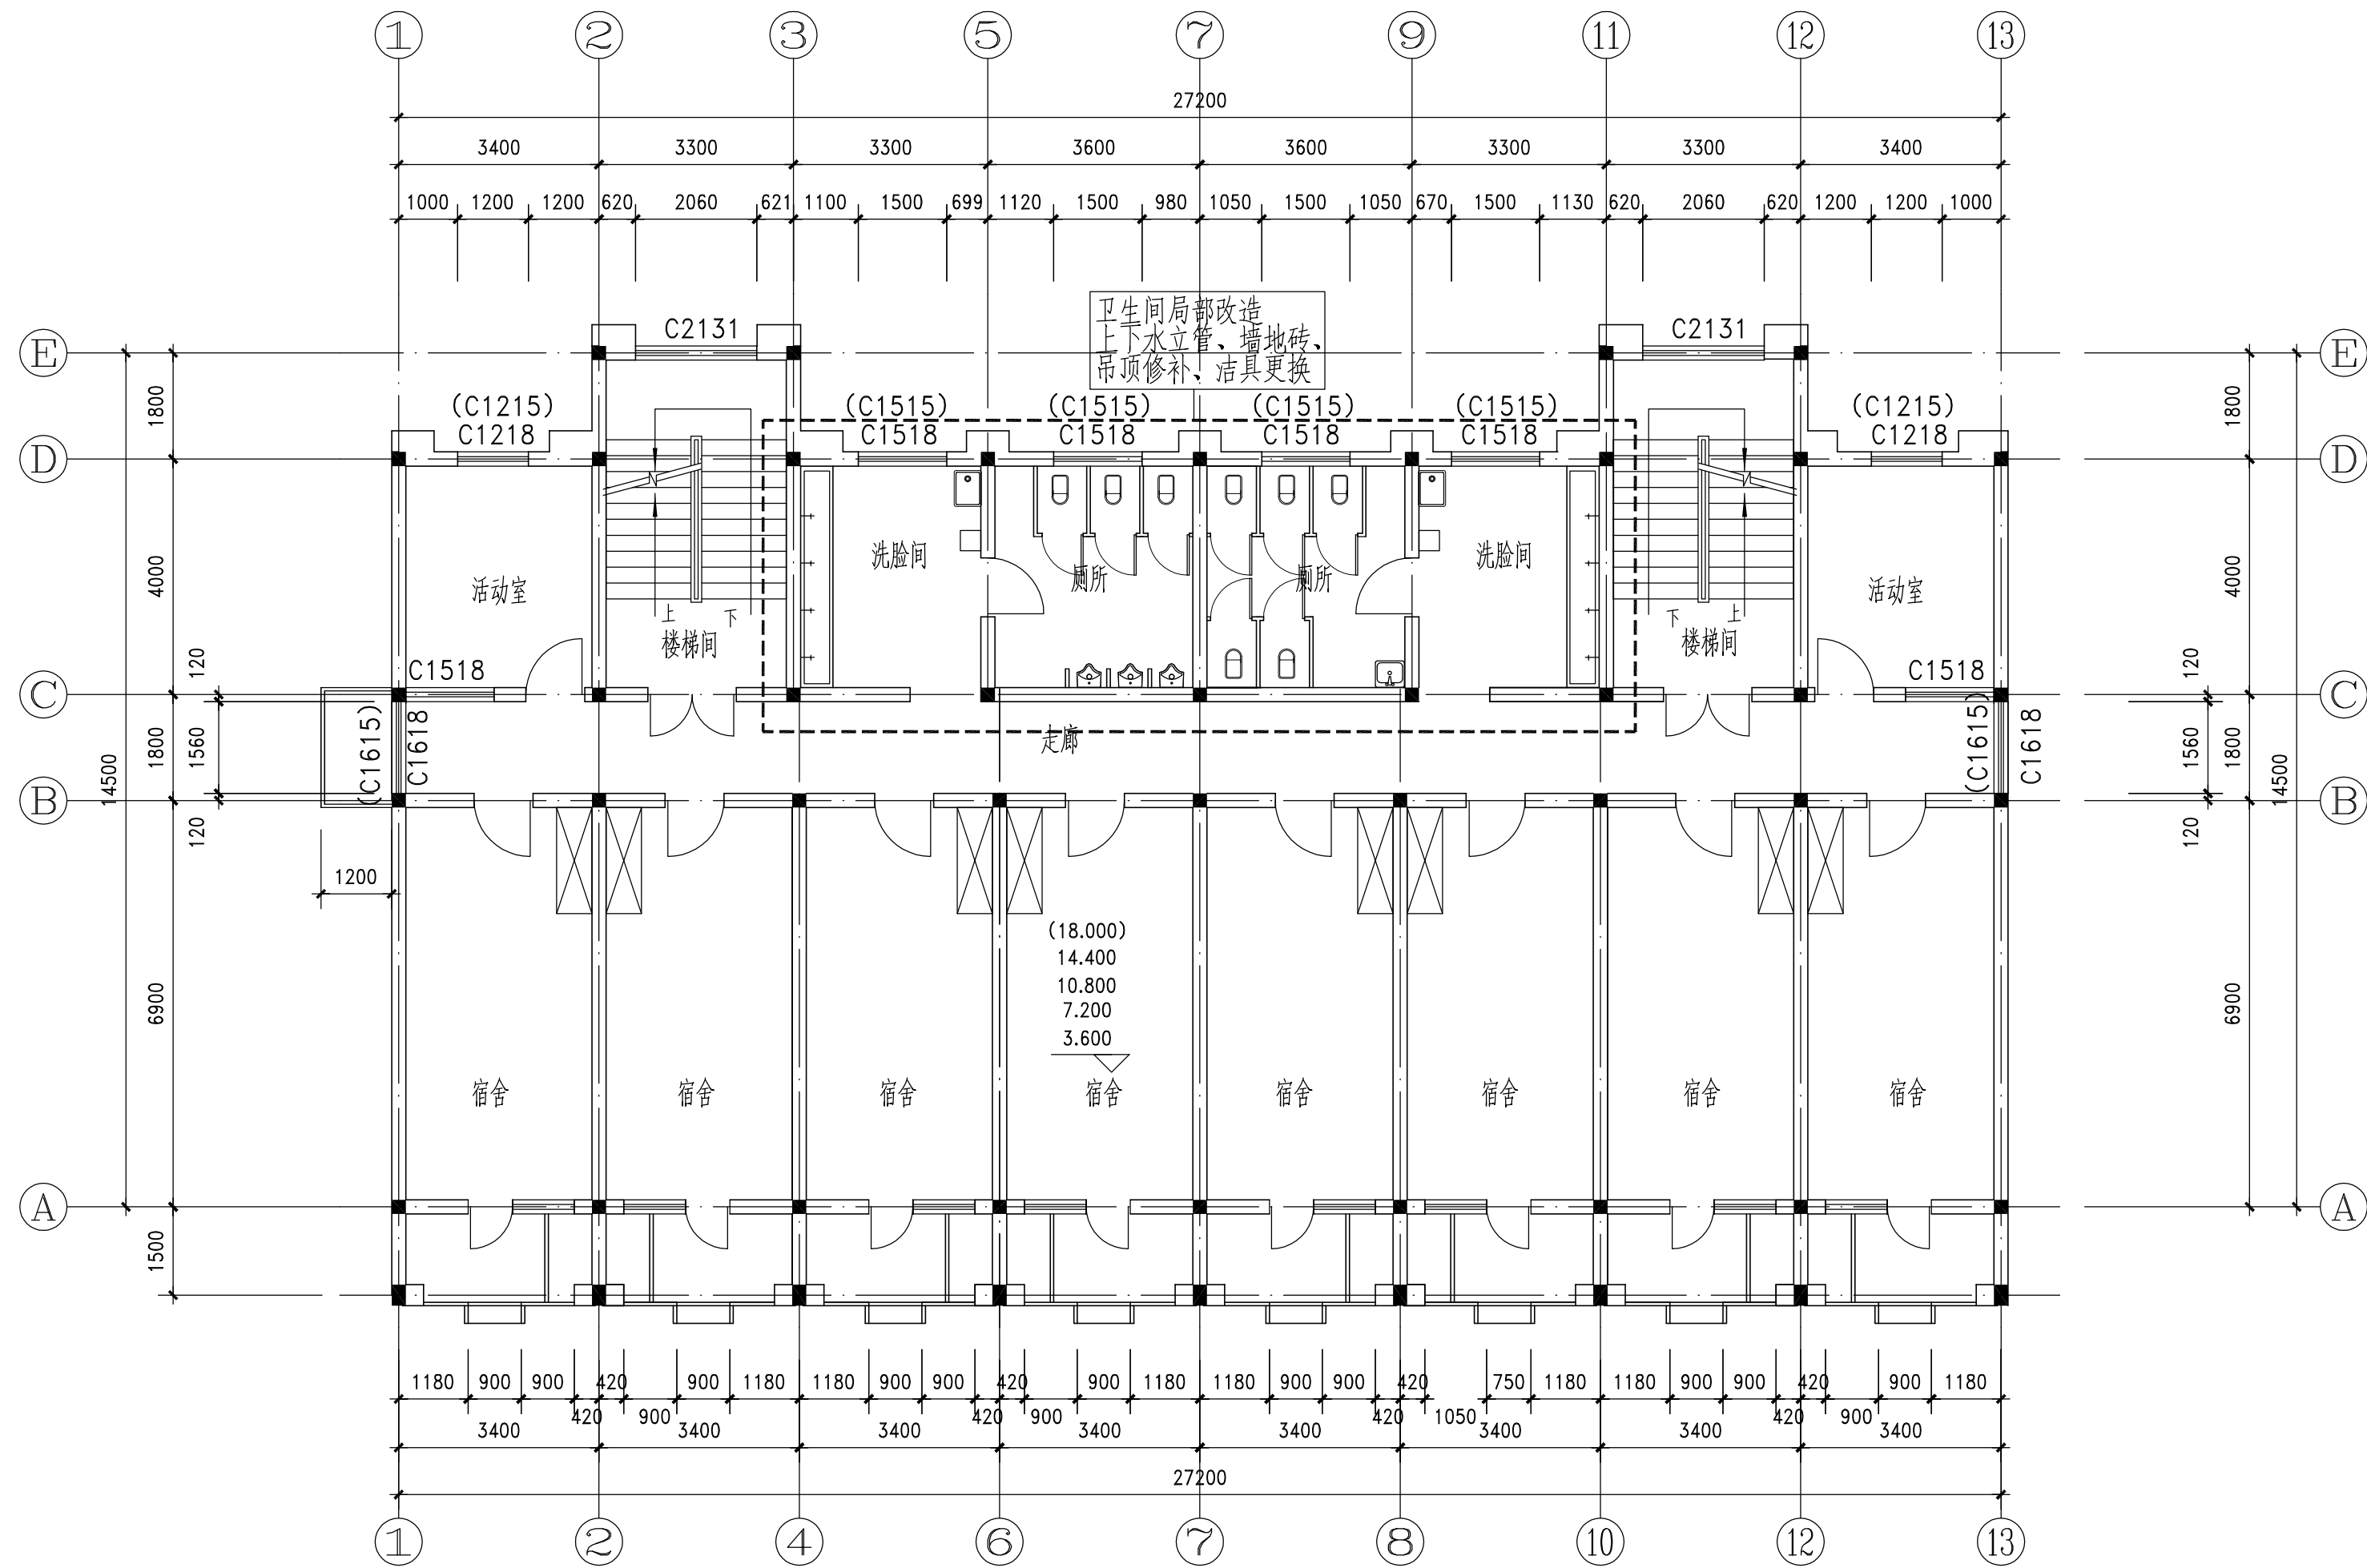 1 2 3 5 7 9 11 12 13
27200
3400 3300 3300 3600 3600 3300 3300 3400
1000 1200 1200 620 2060 621 1100 1500 699 1120 1500 980 1050 1500 1050 670 1500 1130 620 2060 620 1200 1200 1000
卫生间局部改造
上下水立管、墙地砖、
吊顶修补、洁具更换
C2131 C2131
E E
1800 1800
(C1215) (C1515) (C1515) (C1515) (C1515) (C1215)
C1218 C1518 C1518 C1518 C1518 C1218
D D
4000 4000
洗脸间 洗脸间
厕所 厕所
活动室 活动室
上 下 下 上
楼梯间 楼梯间
120 120
C1518 C1518
C C
(C1615) C1618 (C1615) C1618
走廊
14500 1800 1560 1560 1800 14500
B B
120 120
1200
(18.000)
14.400
10.800
7.200
3.600
6900 6900
宿舍 宿舍 宿舍 宿舍 宿舍 宿舍 宿舍 宿舍
A A
1500
1180 900 900 420 900 1180 1180 900 900 420 900 1180 1180 900 900 420 750 1180 1180 900 900 420 900 1180
420 900 420 900 420 1050 420 900
3400 3400 3400 3400 3400 3400 3400 3400
27200
1 2 4 6 7 8 10 12 13